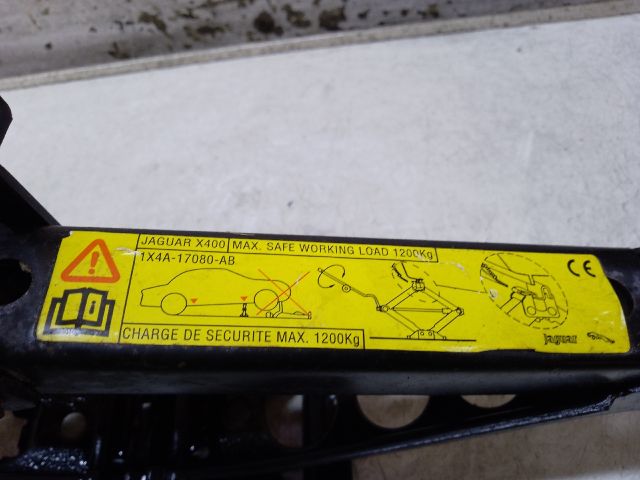 JAGUAR X400 MAX. SAFE WORKING LOAD 1200Kg
1X4A-17080-AB
CE
CHARGE DE SECURITE MAX. 1200Kg
Jaguar